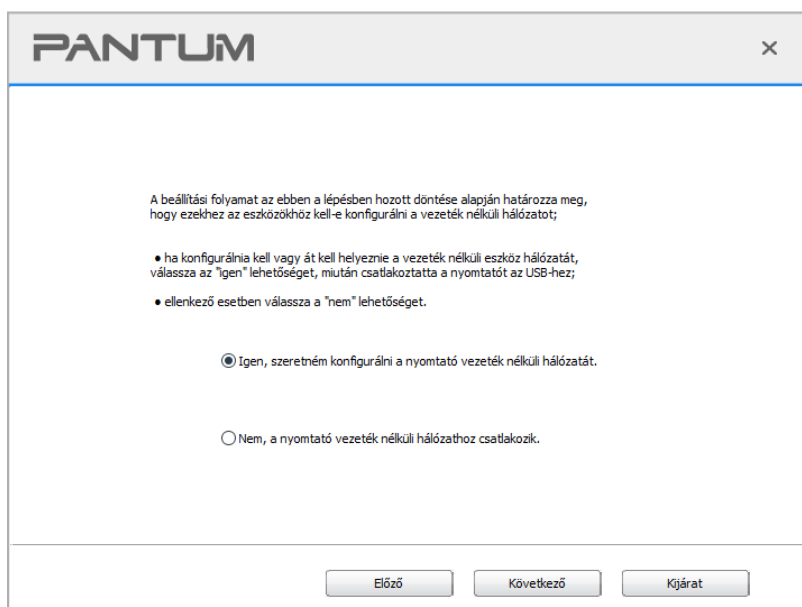 PANTUM
×
A beállítási folyamat az ebben a lépésben hozott döntése alapján határozza meg,
hogy ezekhez az eszközökhöz kell-e konfigurálni a vezeték nélküli hálózatot;
● ha konfigurálnia kell vagy át kell helyeznie a vezeték nélküli eszköz hálózatát,
válassza az "igen" lehetőséget, miután csatlakoztatta a nyomtatót az USB-hez;
● ellenkező esetben válassza a "nem" lehetőséget.
Igen, szeretném konfigurálni a nyomtató vezeték nélküli hálózatát.
Nem, a nyomtató vezeték nélküli hálózathoz csatlakozik.
Előző Következő Kijárat